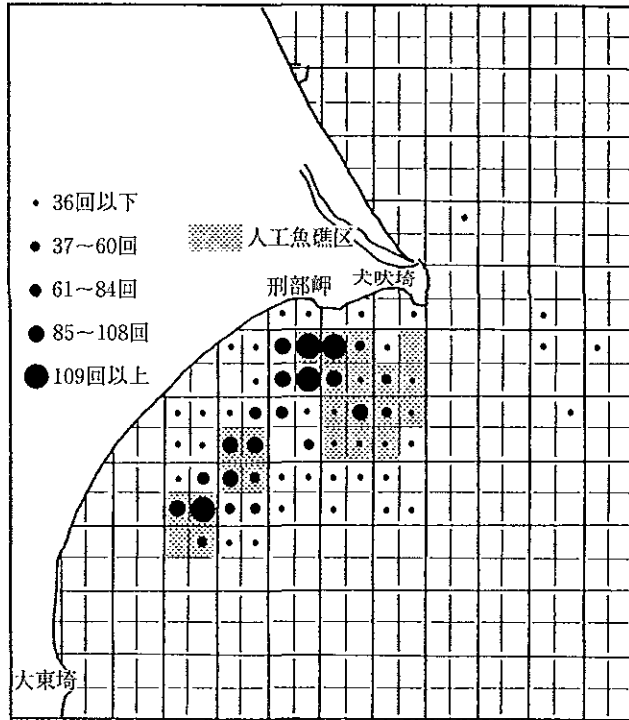 36回以下
37～60回
人工魚礁区
61～84回
刑部岬
犬吠埼
85～108回
109回以上
大東埼